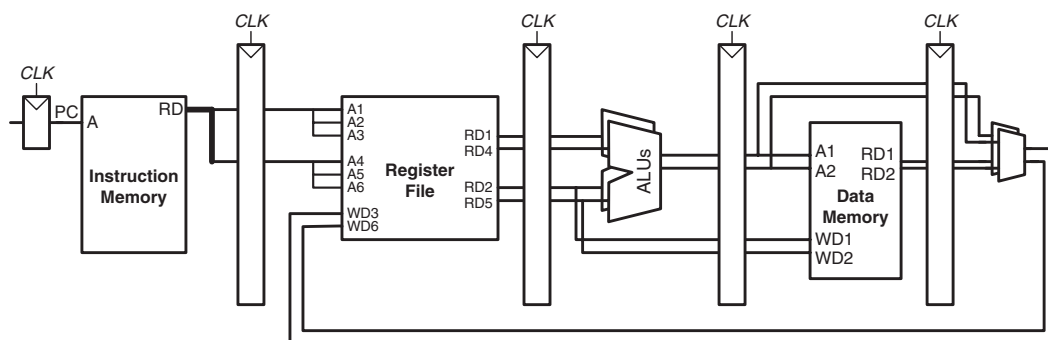 CLK
CLK
CLK
CLK
CLK
PC
A
RD
Instruction
Memory
A1
A2
A3
A4
A5
A6
WD3
WD6
Register
File
RD1
RD4
RD2
RD5
ALUs
A1
A2
RD1
RD2
Data
Memory
WD1
WD2